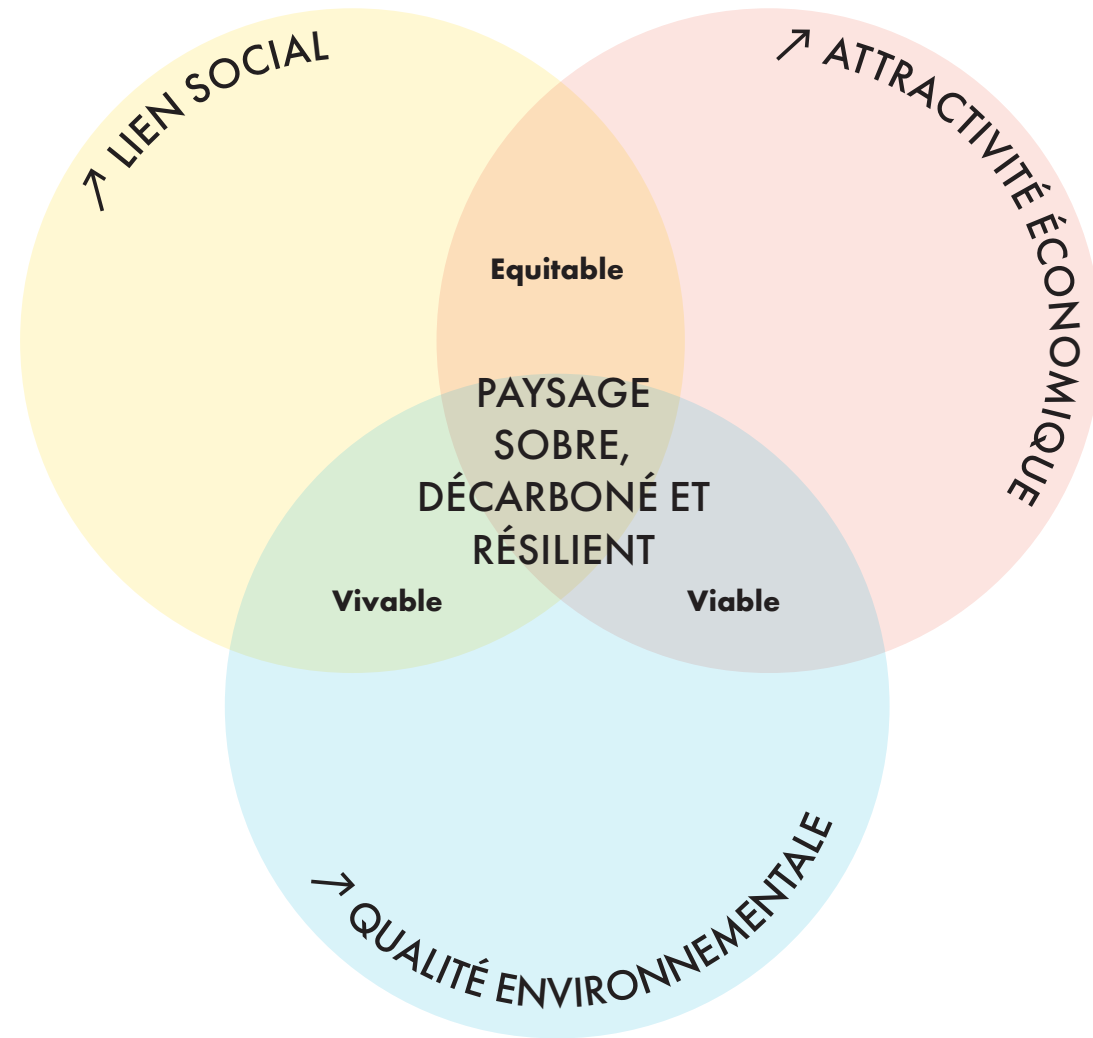 ↗ LIEN SOCIAL
↗ ATTRACTIVITÉ ÉCONOMIQUE
Equitable
PAYSAGE
SOBRE,
DÉCARBONÉ ET
RÉSILIENT
Vivable
Viable
↗ QUALITÉ ENVIRONNEMENTALE